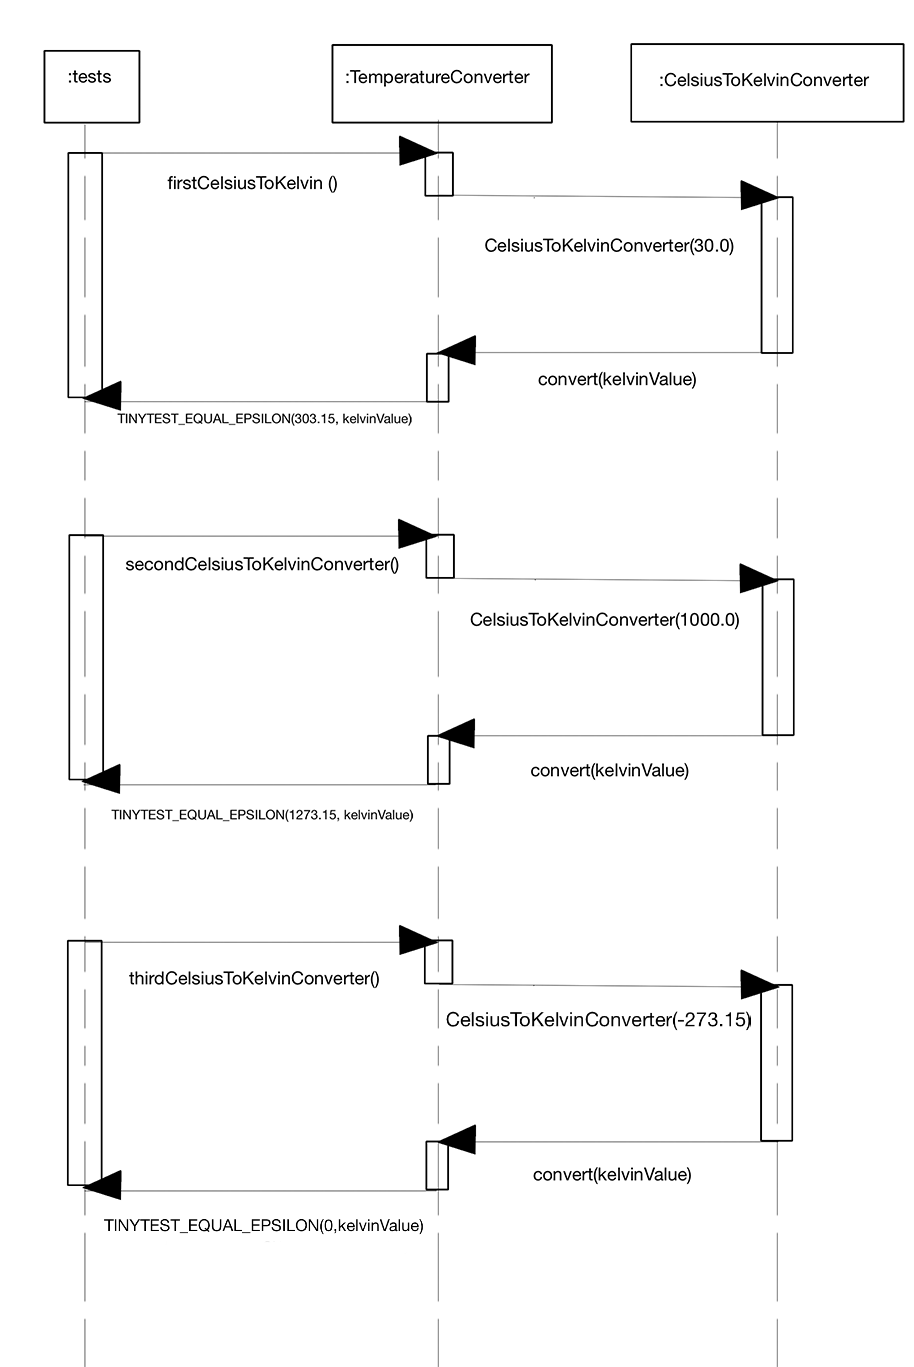 :tests
:TemperatureConverter
:CelsiusToKelvinConverter
firstCelsiusToKelvin ()
CelsiusToKelvinConverter(30.0)
convert(kelvinValue)
TINYTEST_EQUAL_EPSILON(303.15, kelvinValue)
secondCelsiusToKelvinConverter()
CelsiusToKelvinConverter(1000.0)
convert(kelvinValue)
TINYTEST_EQUAL_EPSILON(1273.15, kelvinValue)
thirdCelsiusToKelvinConverter()
CelsiusToKelvinConverter(-273.15)
convert(kelvinValue)
TINYTEST_EQUAL_EPSILON(0,kelvinValue)